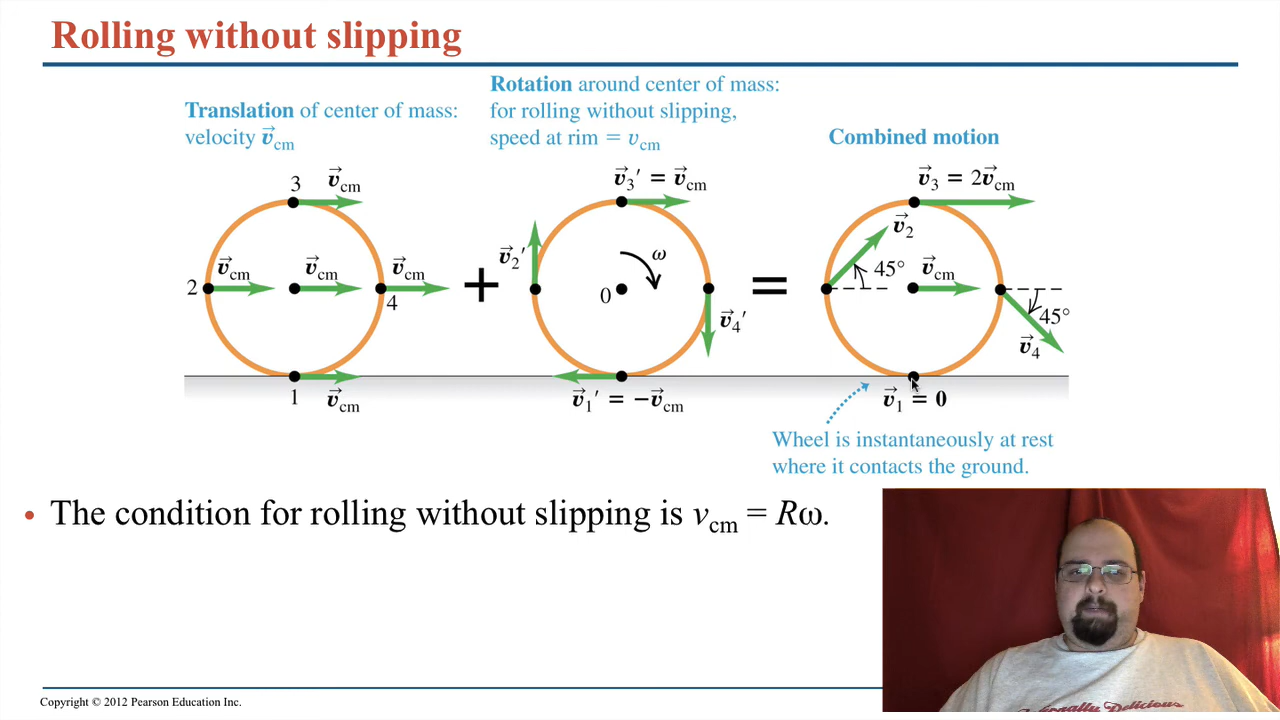 Rolling without slipping
Translation of center of mass:
velocity v⃗cm
Rotation around center of mass:
for rolling without slipping,
speed at rim = vcm
Combined motion
3 v⃗cm
v⃗3′ = v⃗cm
v⃗3 = 2v⃗cm
2 v⃗cm v⃗cm v⃗cm
4
v⃗2′
ω
0
v⃗4′
v⃗2
45° v⃗cm
45°
v⃗4
1 v⃗cm
v⃗1′ = −v⃗cm
v⃗1 = 0
Wheel is instantaneously at rest
where it contacts the ground.
• The condition for rolling without slipping is vcm = Rω.
Copyright © 2012 Pearson Education Inc.
Delicious